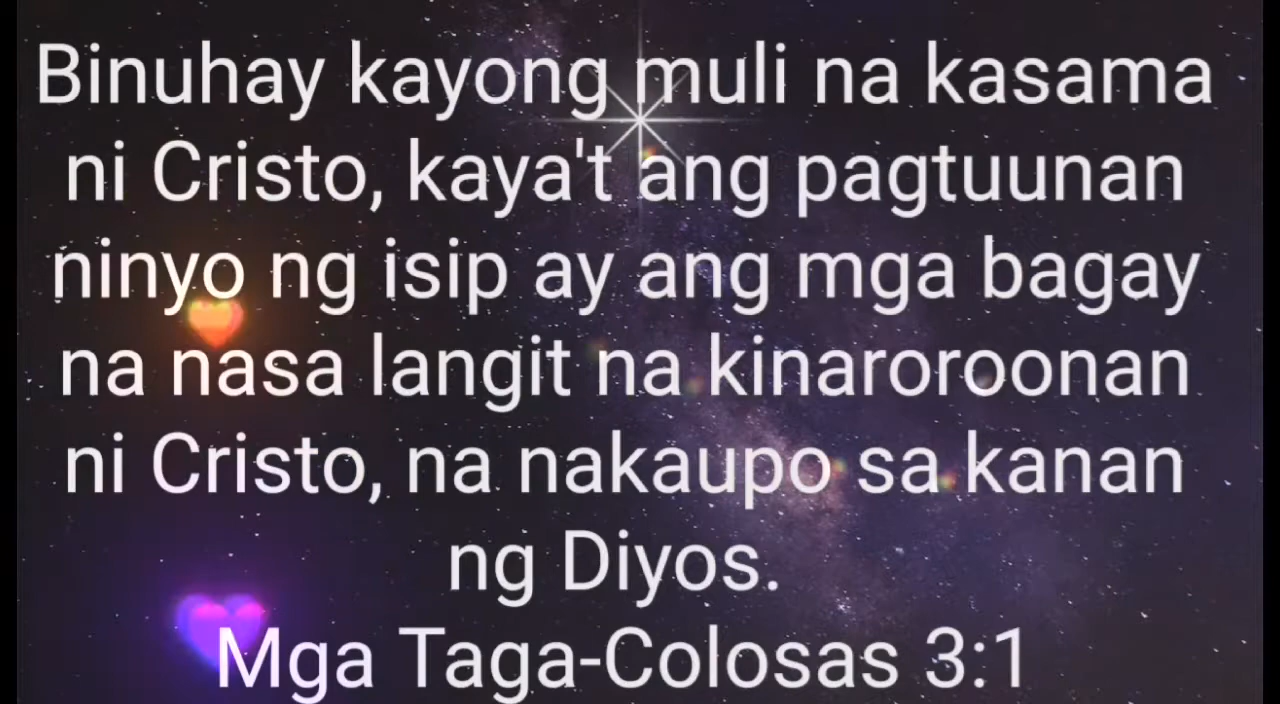 Binuhay kayong muli na kasama
ni Cristo, kaya't ang pagtuunan
ninyo ng isip ay ang mga bagay
na nasa langit na kinaroroonan
ni Cristo, na nakaupo sa kanan
ng Diyos.
Mga Taga-Colosas 3:1